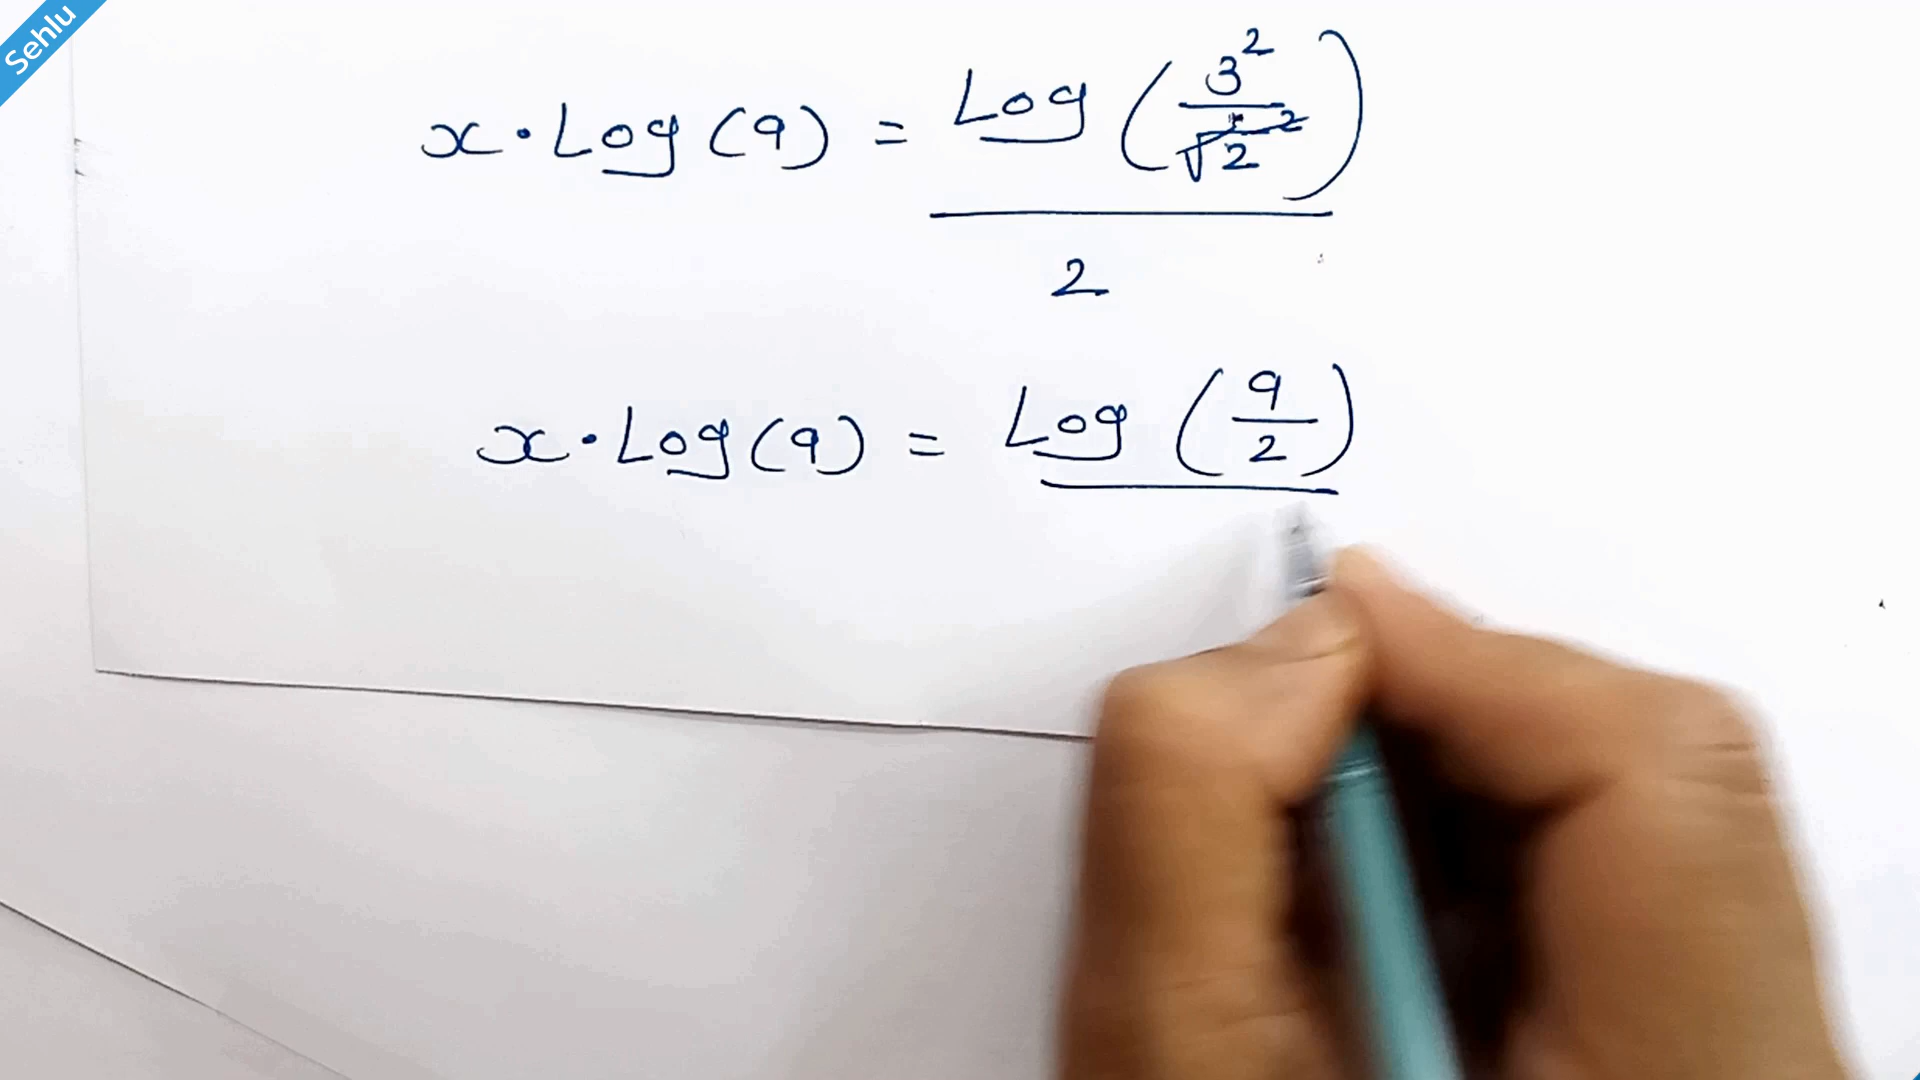 Sehlu
x · Log (9) = Log (3² / √2²) / 2
x · Log (9) = Log (9 / 2)